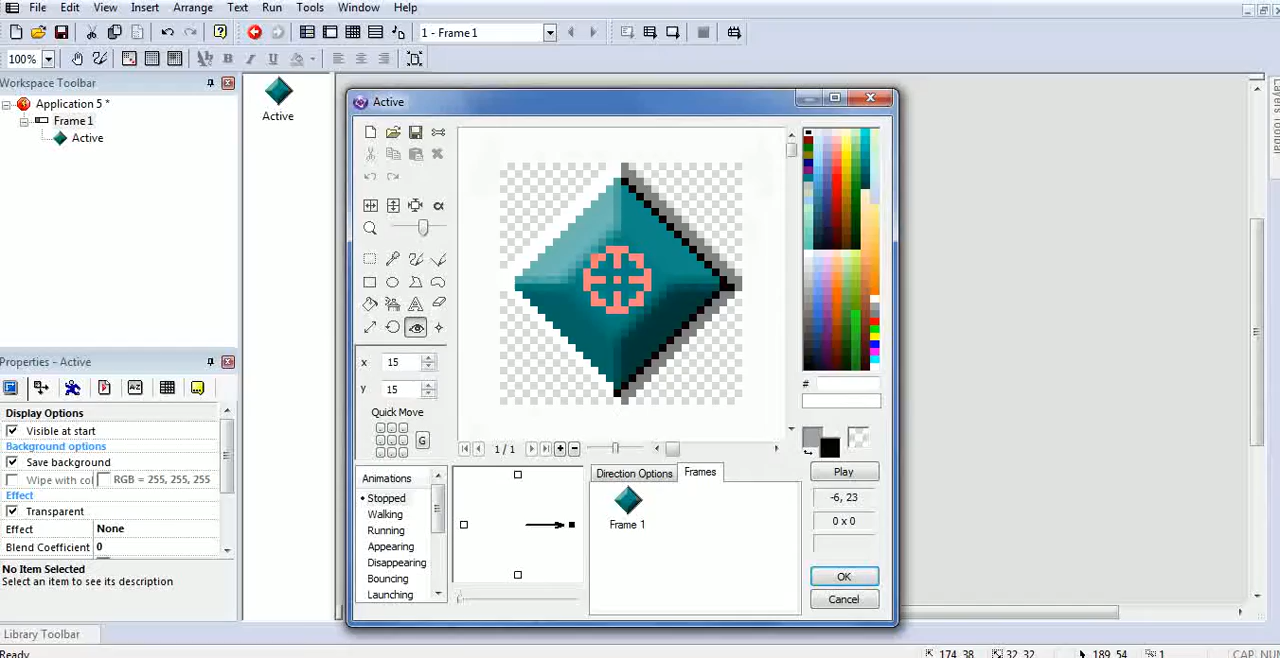 File Edit View Insert Arrange Text Run Tools Window Help
1 - Frame 1
100%
Workspace Toolbar
Application 5 *
Frame 1
Active
Active
Properties - Active
Display Options
Visible at start
Background options
Save background
Wipe with col RGB = 255, 255, 255
Effect
Transparent
Effect None
Blend Coefficient 0
No Item Selected
Select an item to see its description
Library Toolbar
Ready
Active
x 15
y 15
Quick Move
G
1 / 1
Animations
Stopped
Walking
Running
Appearing
Disappearing
Bouncing
Launching
Direction Options Frames
Frame 1
#
Play
-6, 23
0 x 0
OK
Cancel
Layers Toolbar
174, 38 32, 32 189, 54 1 CAP NUM